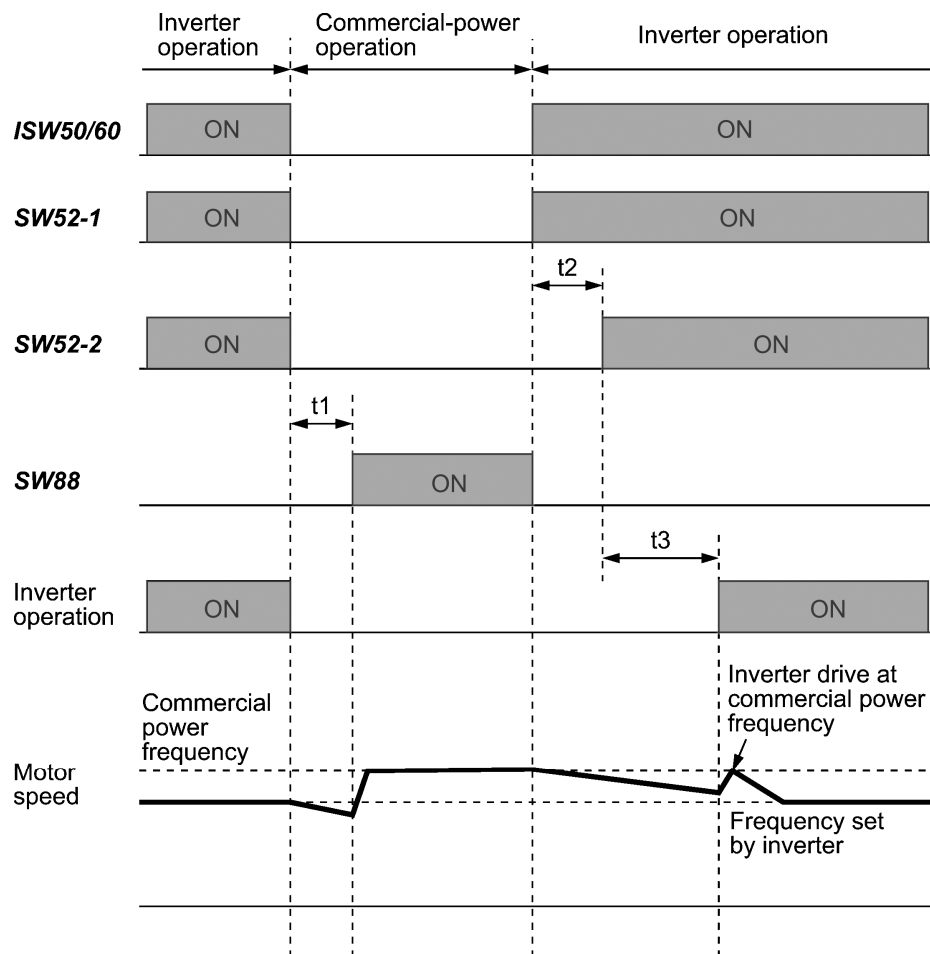 Inverter
operation
Commercial-power
operation
Inverter operation
ISW50/60
ON
ON
SW52-1
ON
ON
t2
SW52-2
ON
ON
t1
SW88
ON
t3
Inverter
operation
ON
ON
Commercial
power
frequency
Inverter drive at
commercial power
frequency
Motor
speed
Frequency set
by inverter